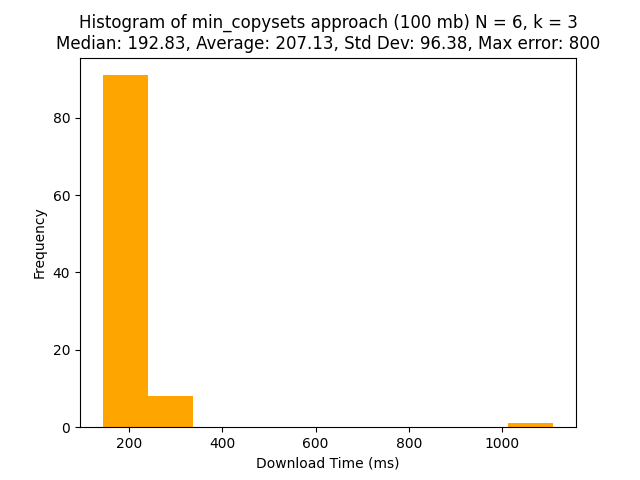 Histogram of min_copysets approach (100 mb) N = 6, k = 3
Median: 192.83, Average: 207.13, Std Dev: 96.38, Max error: 800
80
60
40
20
0
Frequency
200 400 600 800 1000
Download Time (ms)